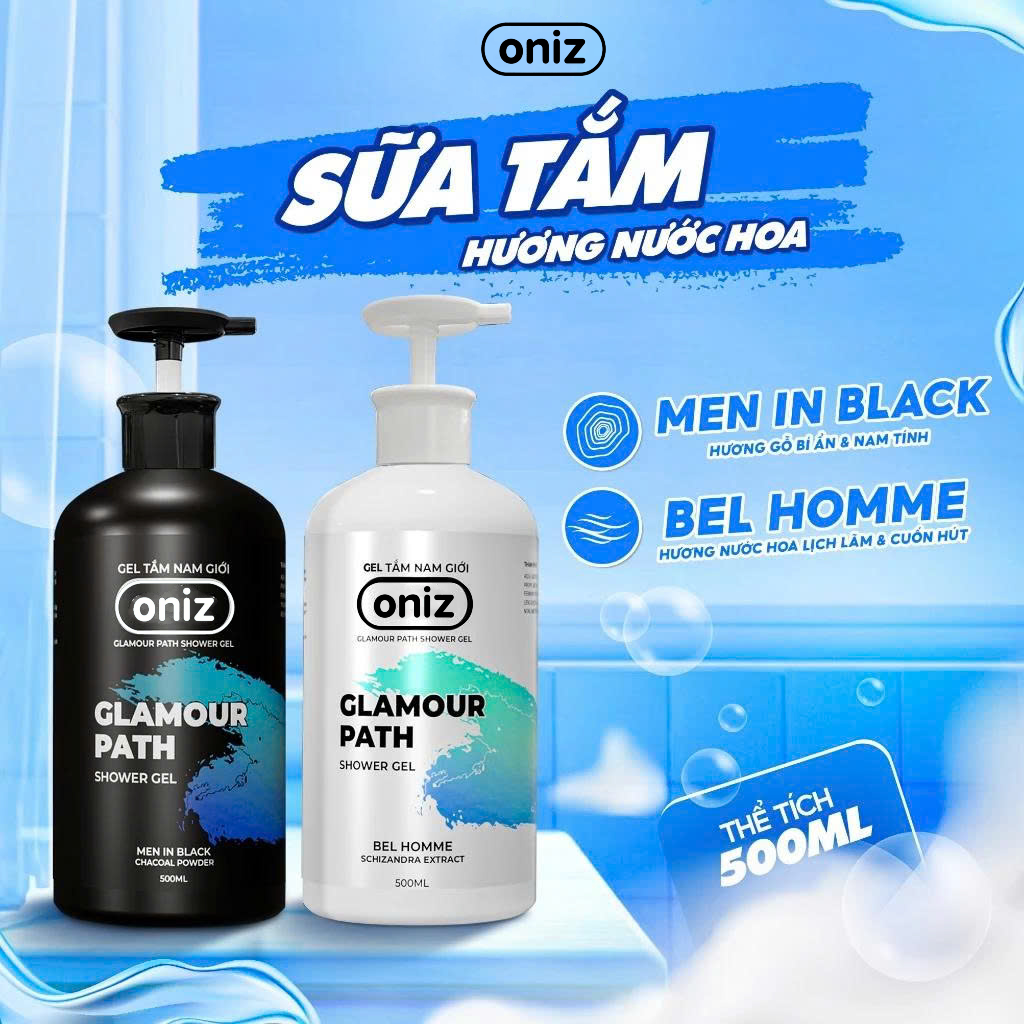 oniz
SỮA TẮM
HƯƠNG NƯỚC HOA
MEN IN BLACK
HƯƠNG GỖ BÍ ẨN & NAM TÍNH
BEL HOMME
HƯƠNG NƯỚC HOA LỊCH LÃM & CUỐN HÚT
GEL TẮM NAM GIỚI
oniz
GLAMOUR PATH SHOWER GEL
GLAMOUR
PATH
SHOWER GEL
MEN IN BLACK
CHACOAL POWDER
500ML
GEL TẮM NAM GIỚI
oniz
GLAMOUR PATH SHOWER GEL
GLAMOUR
PATH
SHOWER GEL
BEL HOMME
SCHIZANDRA EXTRACT
500ML
THỂ TÍCH
500ML